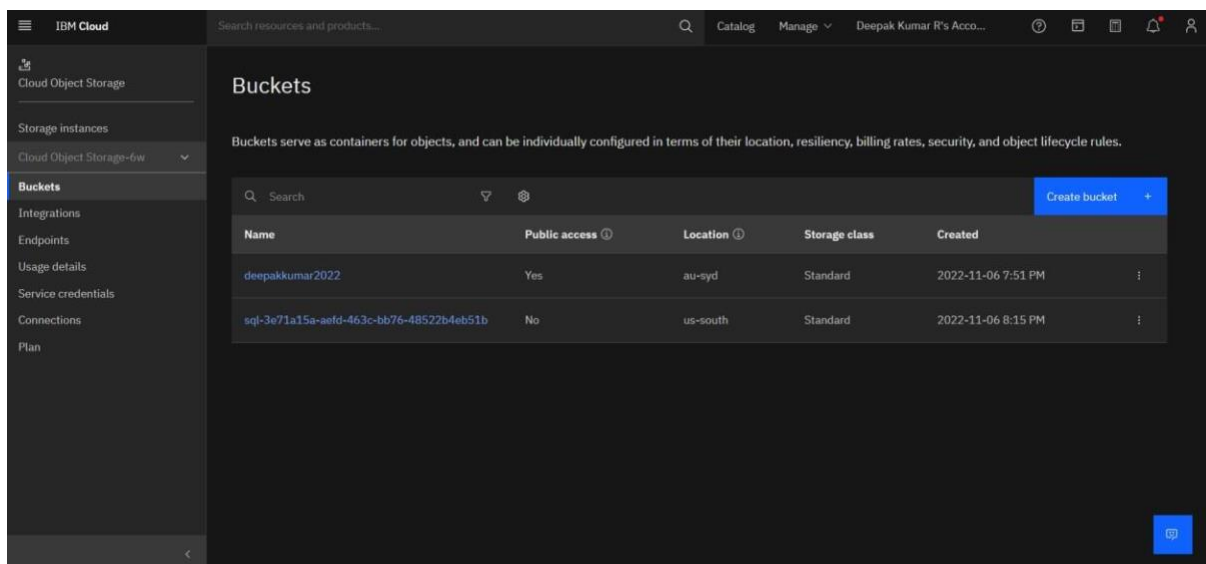 IBM Cloud
Search resources and products...
Catalog
Manage
Deepak Kumar R's Acco...
Cloud Object Storage
Storage instances
Cloud Object Storage-6w
Buckets
Integrations
Endpoints
Usage details
Service credentials
Connections
Plan
Buckets
Buckets serve as containers for objects, and can be individually configured in terms of their location, resiliency, billing rates, security, and object lifecycle rules.
Search
Create bucket +
Name Public access Location Storage class Created
deepakkumar2022 Yes au-syd Standard 2022-11-06 7:51 PM
sql-3e71a15a-aefd-463c-bb76-48522b4eb51b No us-south Standard 2022-11-06 8:15 PM